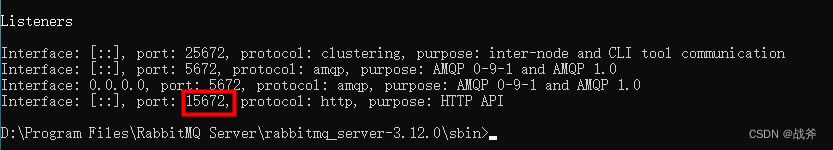 Listeners
Interface: [::], port: 25672, protocol: clustering, purpose: inter-node and CLI tool communication
Interface: [::], port: 5672, protocol: amqp, purpose: AMQP 0-9-1 and AMQP 1.0
Interface: 0.0.0.0, port: 5672, protocol: amqp, purpose: AMQP 0-9-1 and AMQP 1.0
Interface: [::], port: 15672, protocol: http, purpose: HTTP API
D:\Program Files\RabbitMQ Server\rabbitmq_server-3.12.0\sbin>_
CSDN @战斧